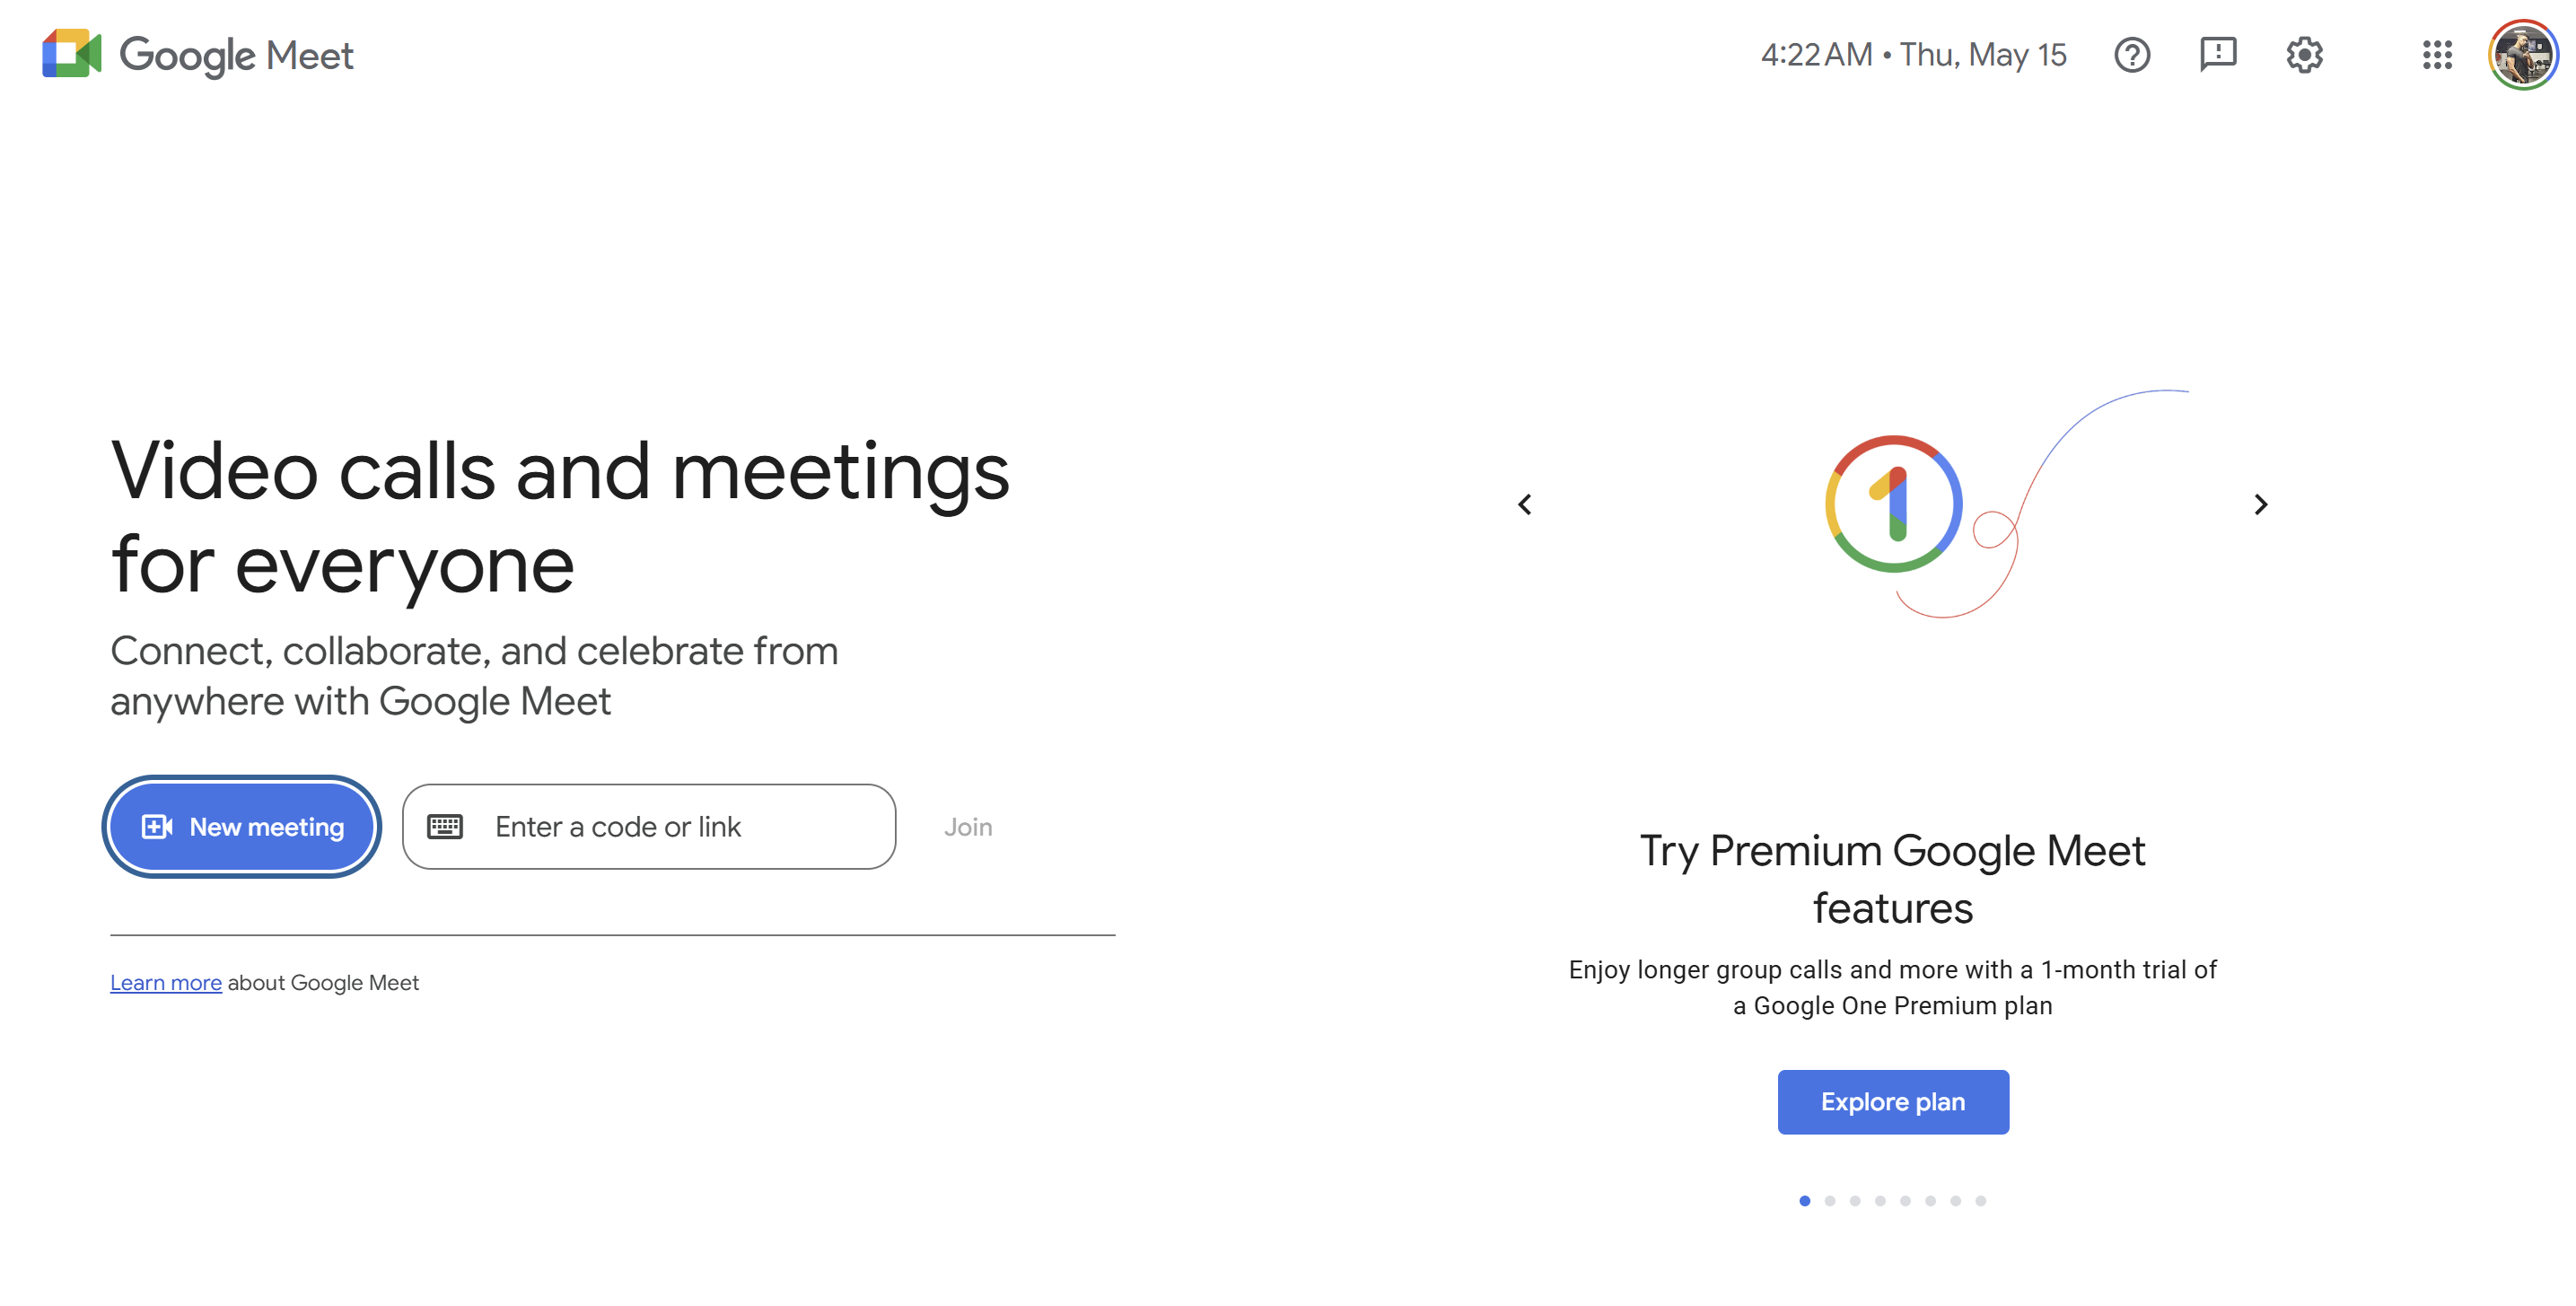 Google Meet
4:22 AM • Thu, May 15
Video calls and meetings
for everyone
Connect, collaborate, and celebrate from
anywhere with Google Meet
New meeting
Enter a code or link
Join
Learn more about Google Meet
1
Try Premium Google Meet
features
Enjoy longer group calls and more with a 1-month trial of
a Google One Premium plan
Explore plan